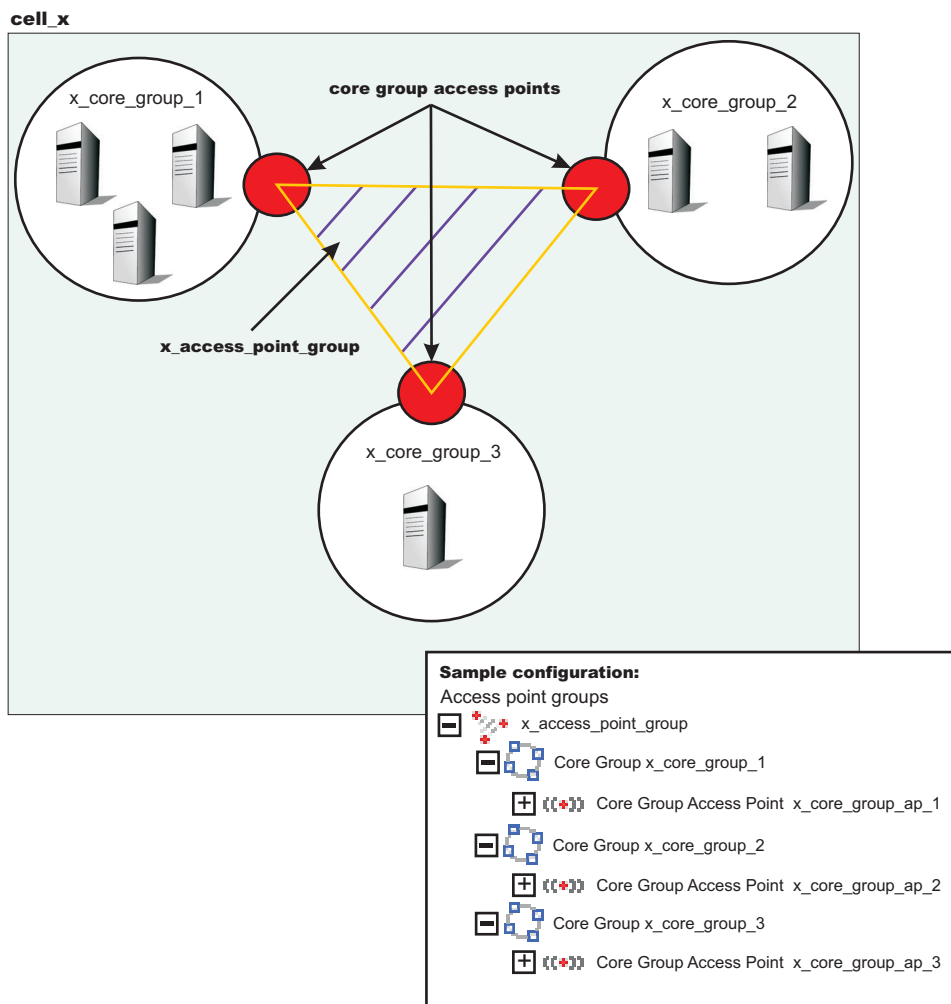 cell_x
x_core_group_1
core group access points
x_core_group_2
x_access_point_group
x_core_group_3
Sample configuration:
Access point groups
x_access_point_group
Core Group x_core_group_1
Core Group Access Point x_core_group_ap_1
Core Group x_core_group_2
Core Group Access Point x_core_group_ap_2
Core Group x_core_group_3
Core Group Access Point x_core_group_ap_3